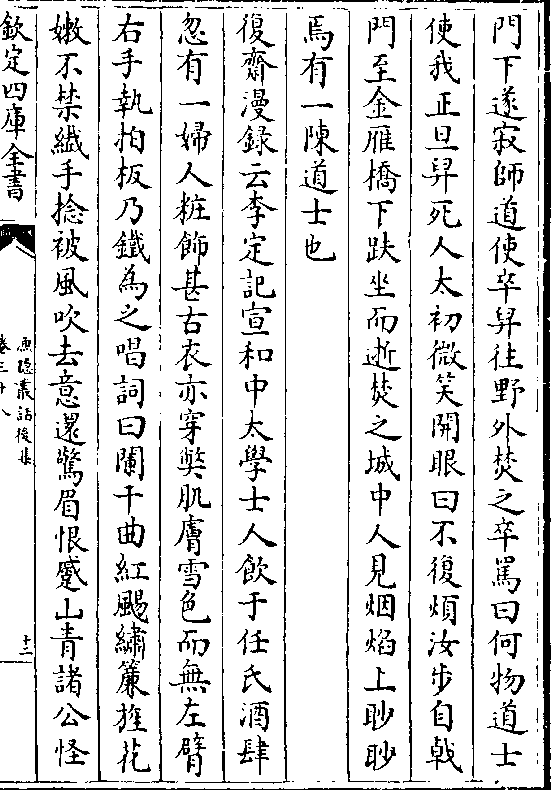 門下遂寂師道使卒舁往野外焚之卒罵曰何物道士
使我正旦舁死人太初微笑開眼曰不復煩汝步自戟
門至金雁橋下趺坐而逝焚之城中人見烟焰上眇眇
焉有一陳道士也
復齋漫録云李定記宣和中太學士人飲于任氏酒肆
忽有一婦人粧飾甚古衣亦穿弊肌膚雪色而無左臂
右手執拍板乃鐵為之唱詞曰闌干曲紅颺繡簾旌花
嫩不禁纎手捻被風吹去意還驚眉恨蹙山青諸公怪
欽定四庫全書
漁隱叢話後集
卷三十八
十二